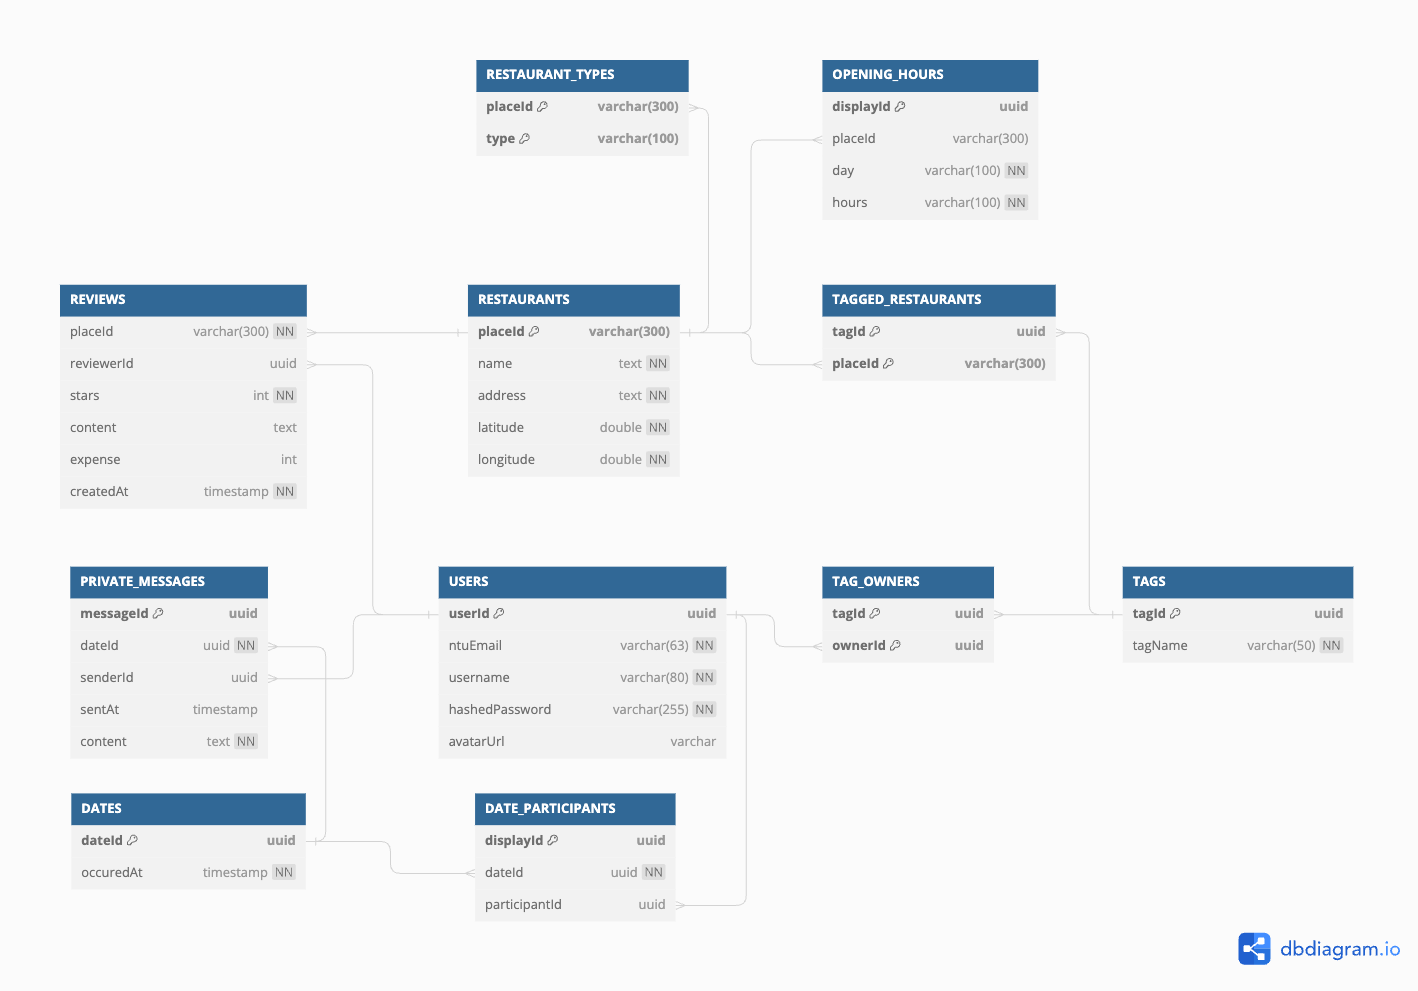 RESTAURANT_TYPES
placeId varchar(300)
type varchar(100)
OPENING_HOURS
displayId uuid
placeId varchar(300)
day varchar(100) NN
hours varchar(100) NN
REVIEWS
placeId varchar(300) NN
reviewerId uuid
stars int NN
content text
expense int
createdAt timestamp NN
RESTAURANTS
placeId varchar(300)
name text NN
address text NN
latitude double NN
longitude double NN
TAGGED_RESTAURANTS
tagId uuid
placeId varchar(300)
PRIVATE_MESSAGES
messageId uuid
dateId uuid NN
senderId uuid
sentAt timestamp
content text NN
USERS
userId uuid
ntuEmail varchar(63) NN
username varchar(80) NN
hashedPassword varchar(255) NN
avatarUrl varchar
TAG_OWNERS
tagId uuid
ownerId uuid
TAGS
tagId uuid
tagName varchar(50) NN
DATES
dateId uuid
occuredAt timestamp NN
DATE_PARTICIPANTS
displayId uuid
dateId uuid NN
participantId uuid
dbdiagram.io